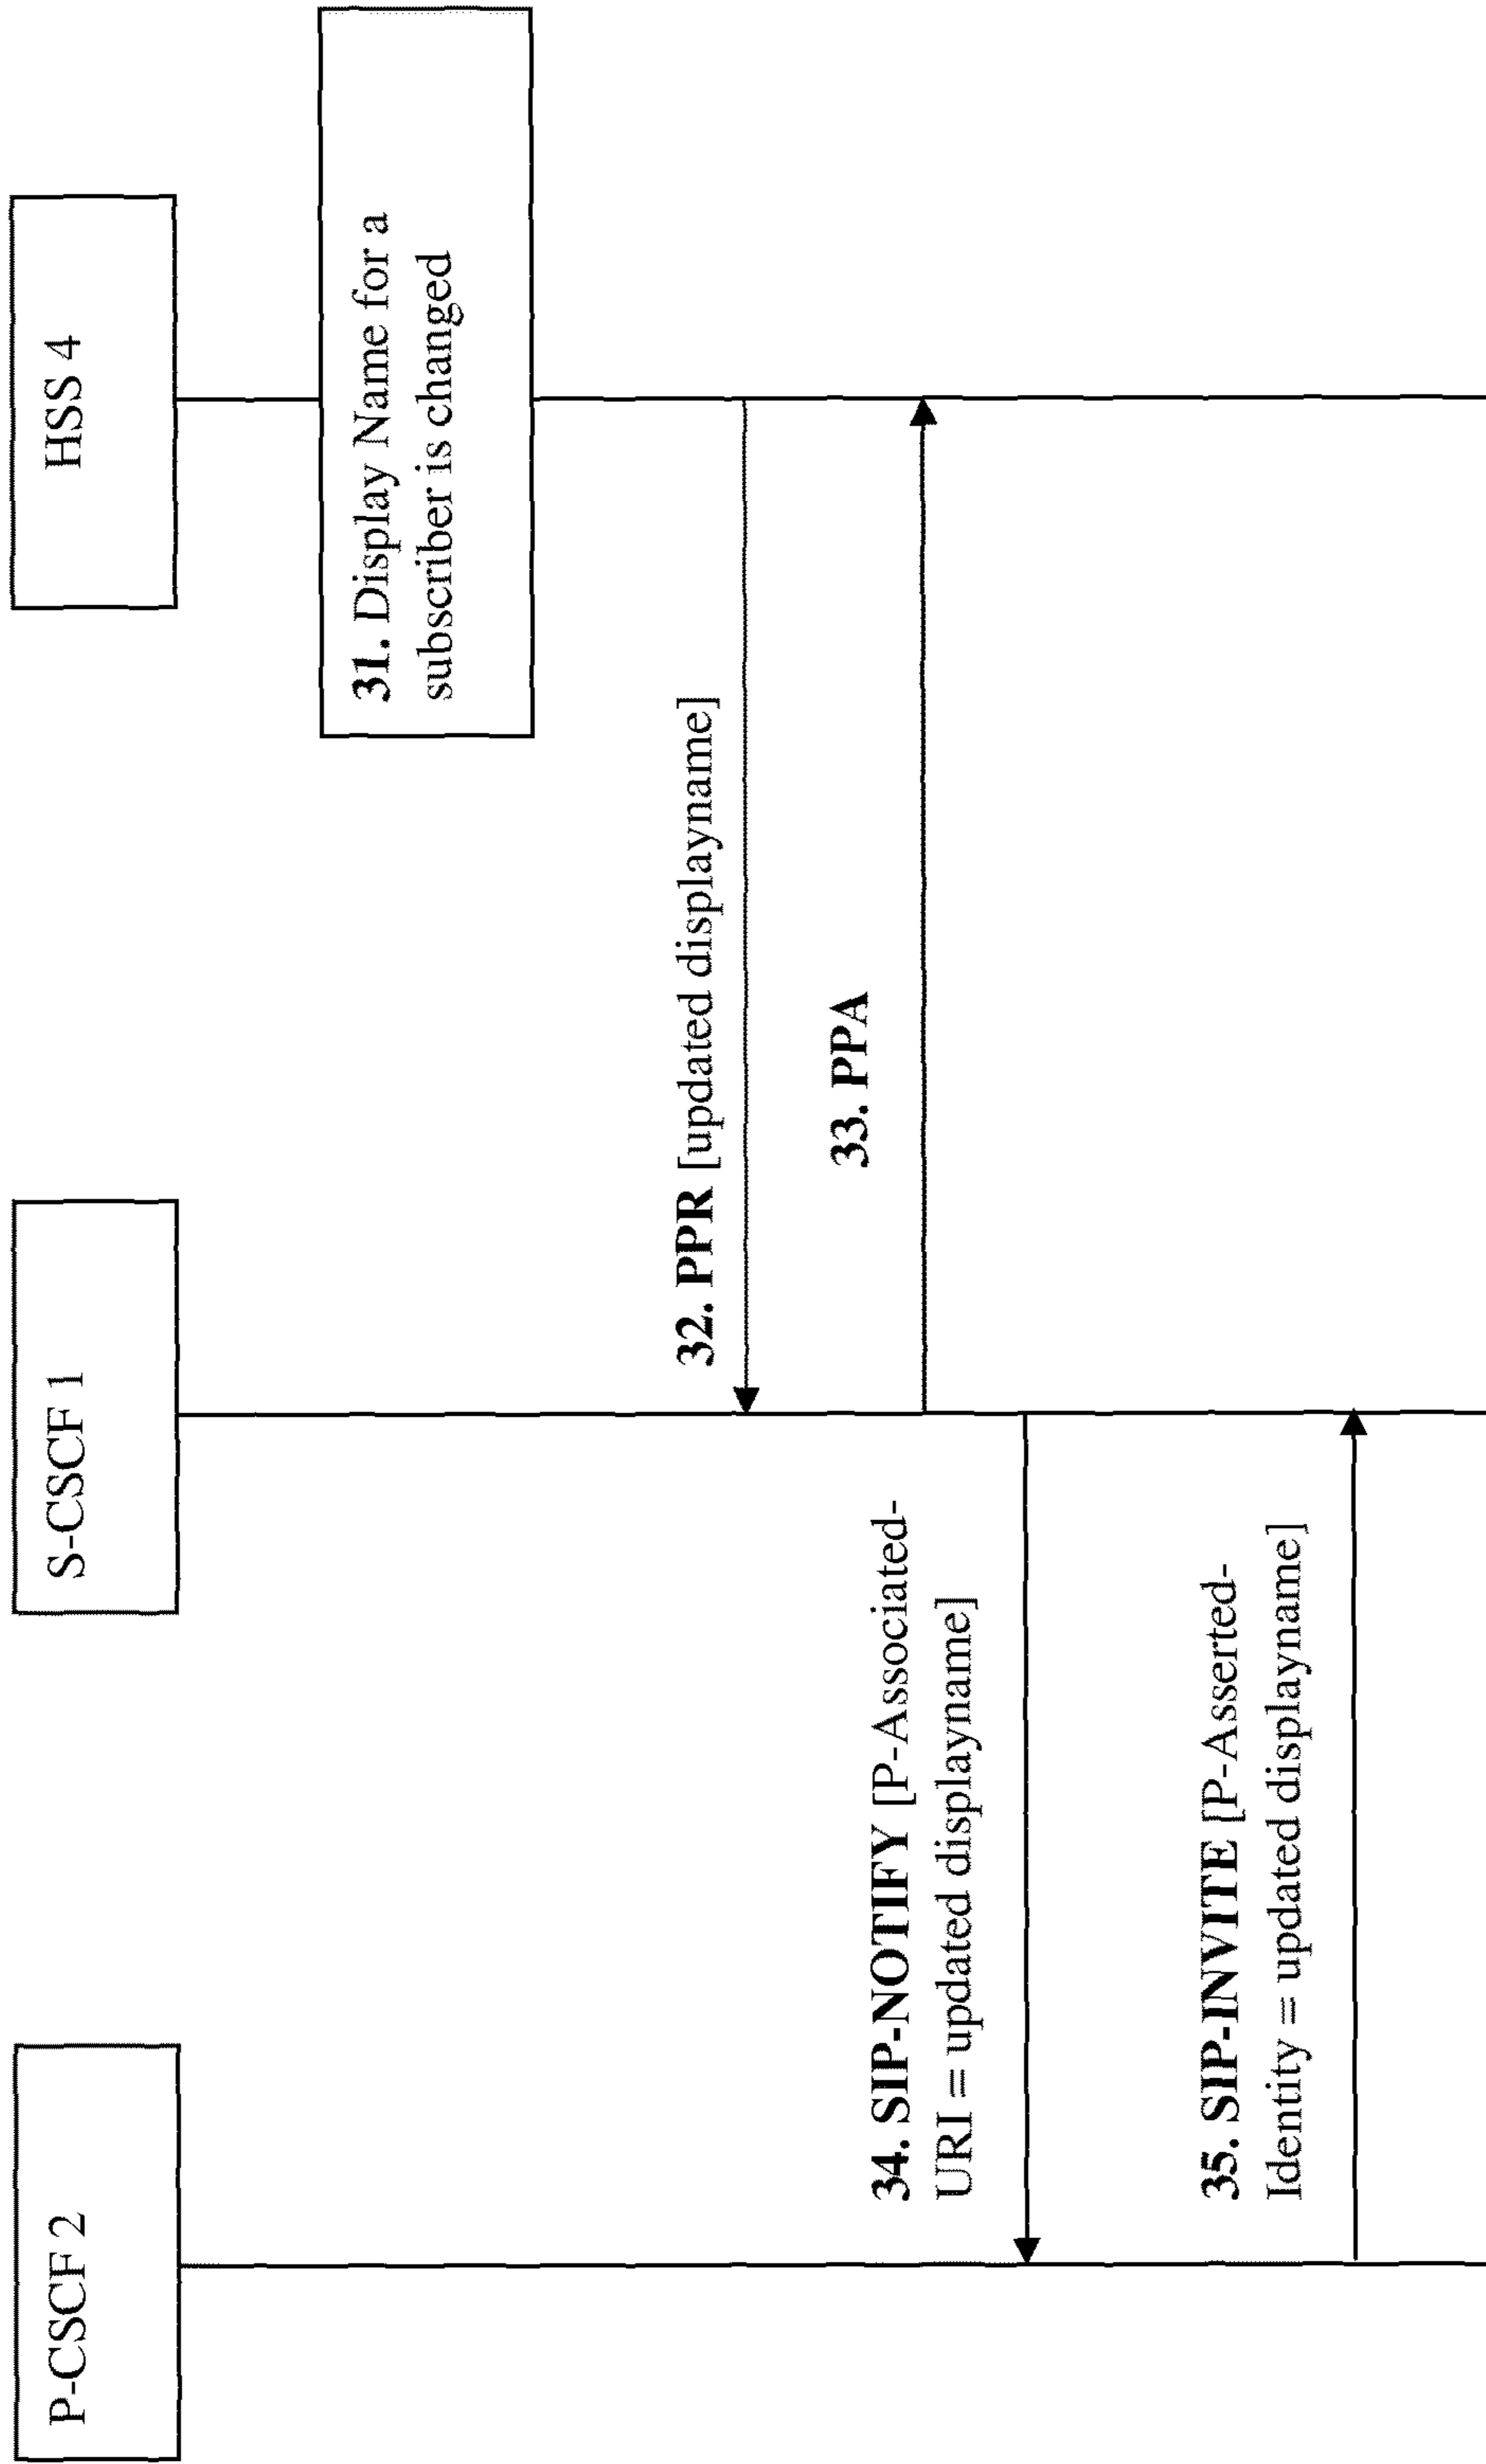 P-CSCF 2
S-CSCF 1
HSS 4
31. Display Name for a
subscriber is changed
32. PPR [updated displayname]
33. PPA
34. SIP-NOTIFY [P-Associated-
URI = updated displayname]
35. SIP-INVITE [P-Asserted-
Identity = updated displayname]